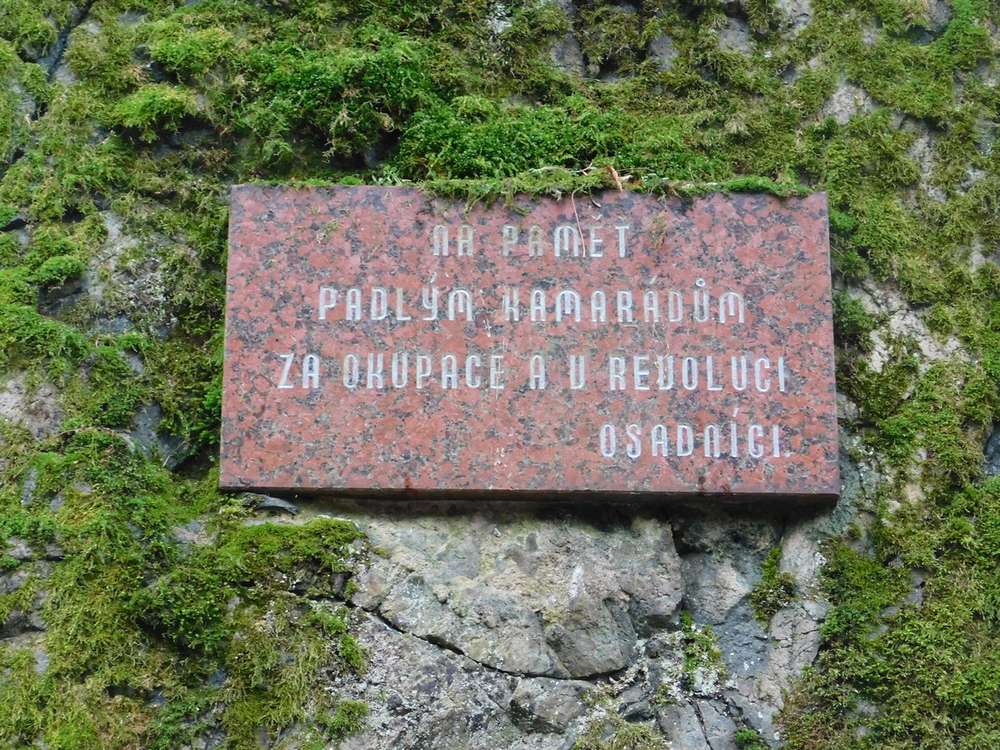 NA PAMĚŤ
PADLÝM KAMARÁDŮM
ZA OKUPACE A V REVOLUCI
OSADNÍCI.